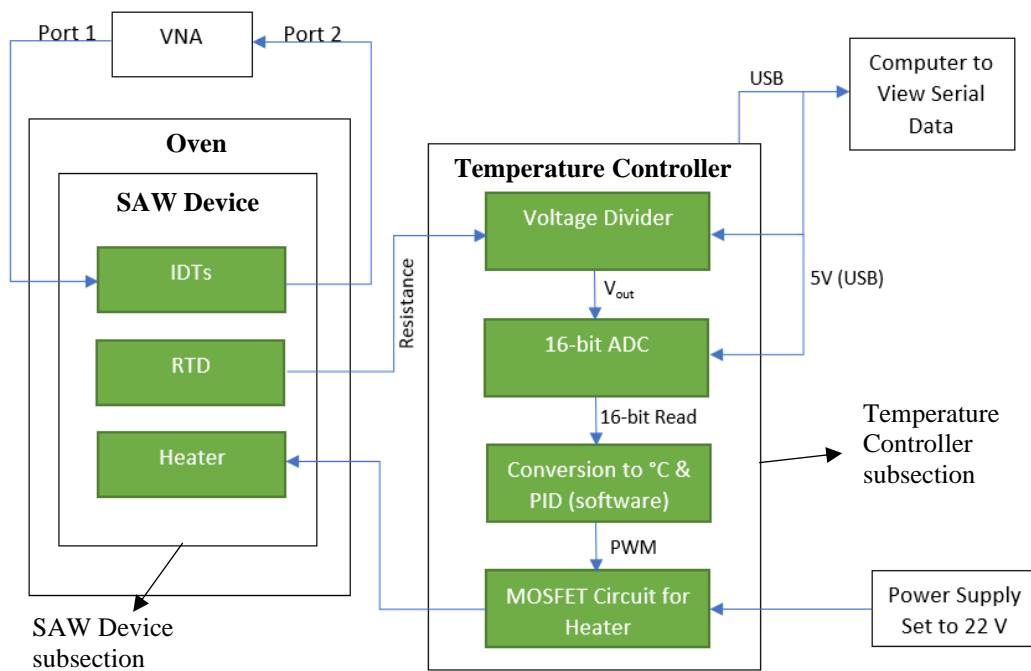 Port 1
VNA
Port 2
Oven
SAW Device
IDTs
RTD
Heater
SAW Device
subsection
Resistance
Temperature Controller
Voltage Divider
Vout
16-bit ADC
16-bit Read
Conversion to °C &
PID (software)
PWM
MOSFET Circuit for
Heater
USB
5V (USB)
Computer to
View Serial
Data
Temperature
Controller
subsection
Power Supply
Set to 22 V